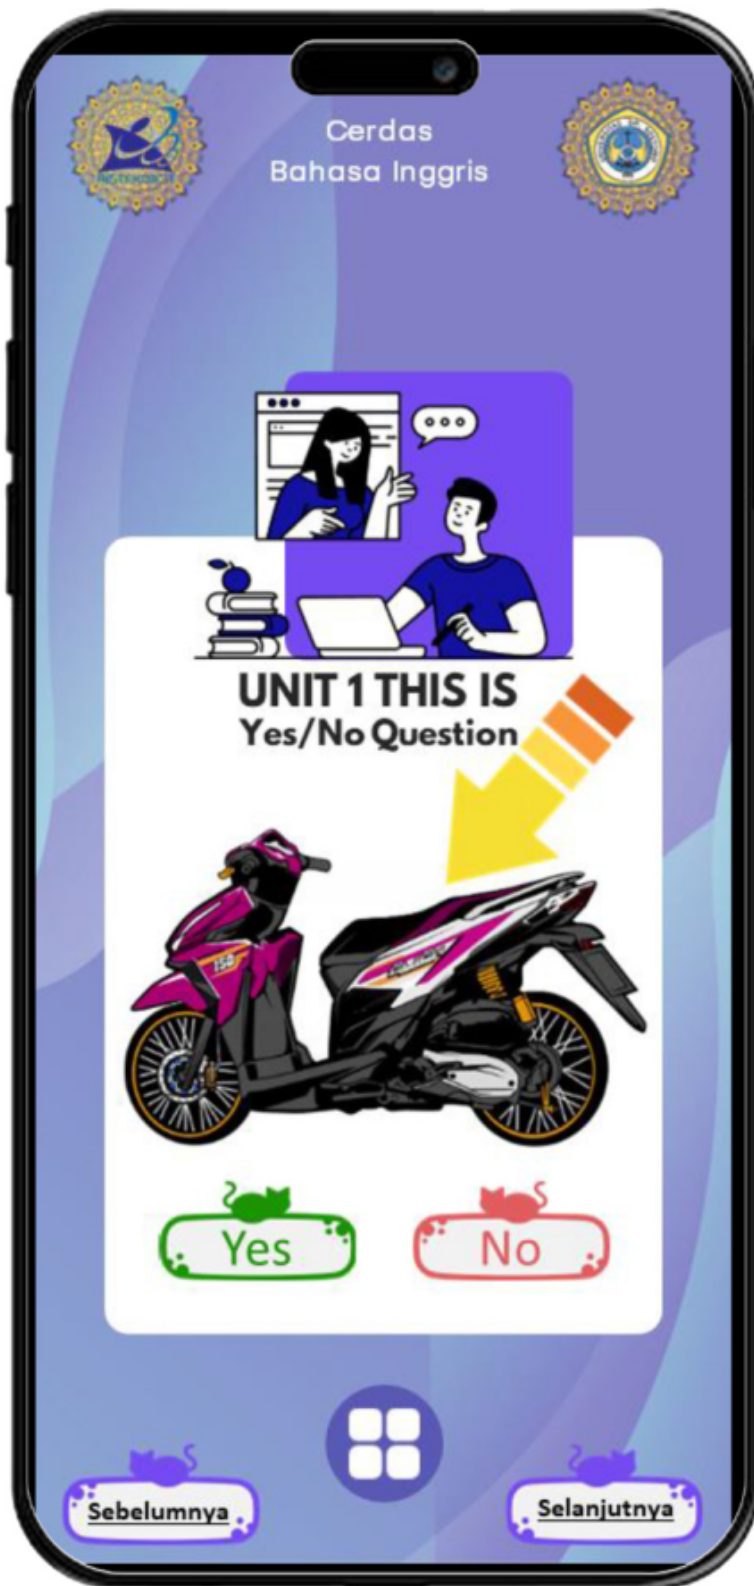 Cerdas
Bahasa Inggris
UNIT 1 THIS IS
Yes/No Question
150
Yes
No
Sebelumnya
Selanjutnya